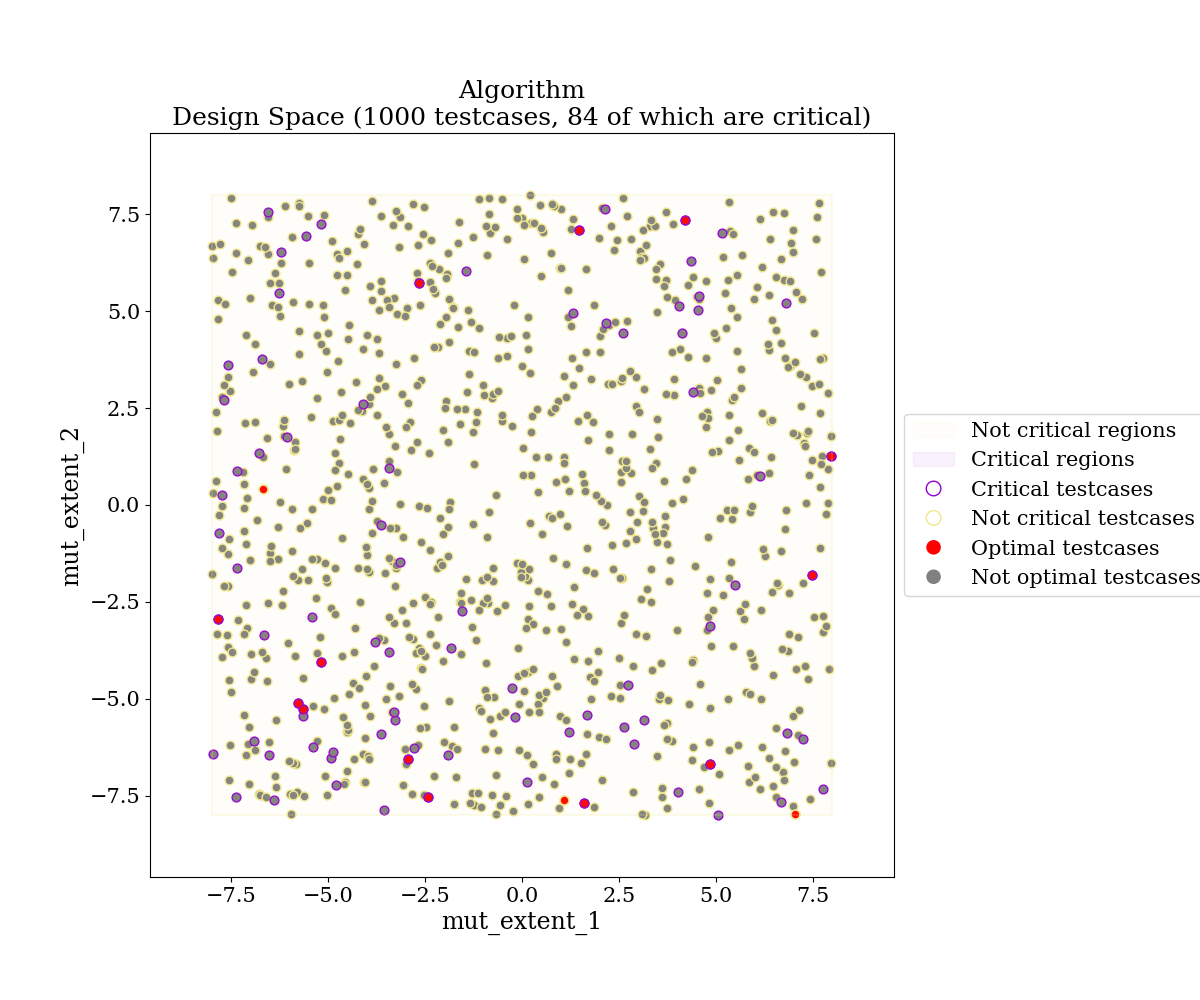 Algorithm
Design Space (1000 testcases, 84 of which are critical)
mut_extent_2
7.5
5.0
2.5
0.0
−2.5
−5.0
−7.5
−7.5 −5.0 −2.5 0.0 2.5 5.0 7.5
mut_extent_1
Not critical regions
Critical regions
Critical testcases
Not critical testcases
Optimal testcases
Not optimal testcases